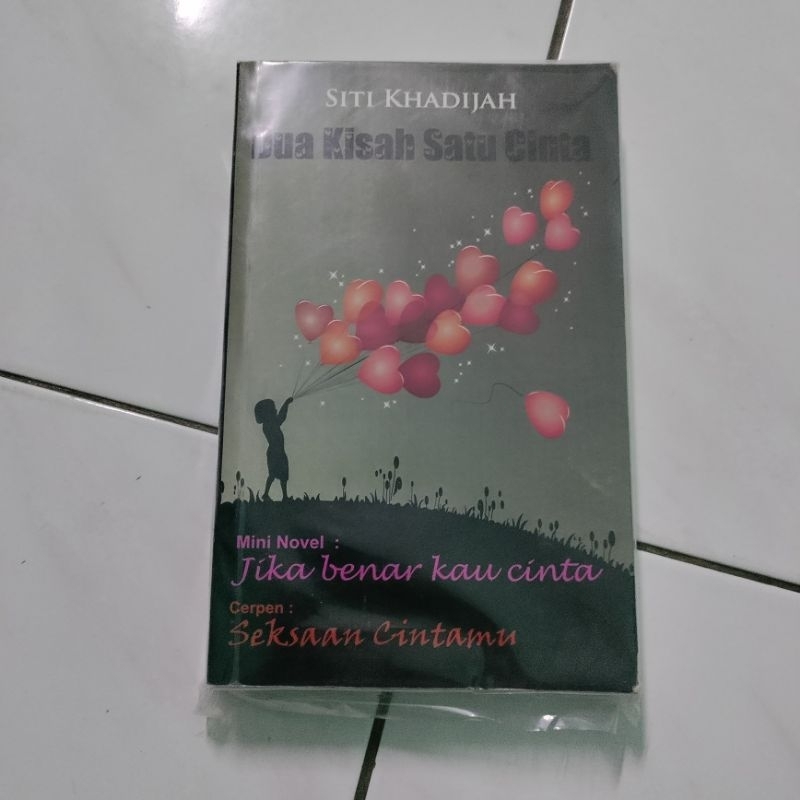 SITI KHADIJAH
Dua Kisah Satu Cinta
Mini Novel :
Jika benar kau cinta
Cerpen :
Seksaan Cintamu